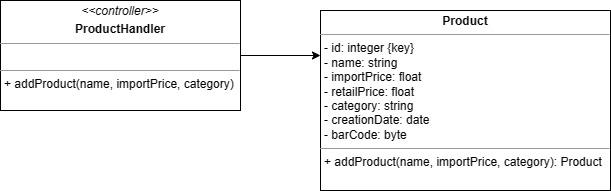 <<controller>>
ProductHandler
+ addProduct(name, importPrice, category)
Product
- id: integer {key}
- name: string
- importPrice: float
- retailPrice: float
- category: string
- creationDate: date
- barCode: byte
+ addProduct(name, importPrice, category): Product